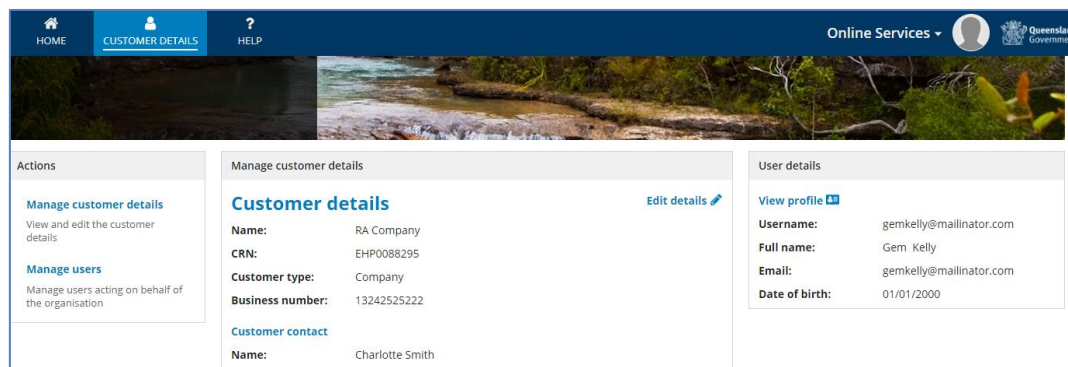 HOME
CUSTOMER DETAILS
? HELP
Online Services
Actions
Manage customer details
View and edit the customer
details
Manage users
Manage users acting on behalf of
the organisation
Manage customer details
Customer details
Edit details
Name: RA Company
CRN: EHP0088295
Customer type: Company
Business number: 13242525222
Customer contact
Name: Charlotte Smith
User details
View profile
Username: gemkelly@mailinator.com
Full name: Gem Kelly
Email: gemkelly@mailinator.com
Date of birth: 01/01/2000